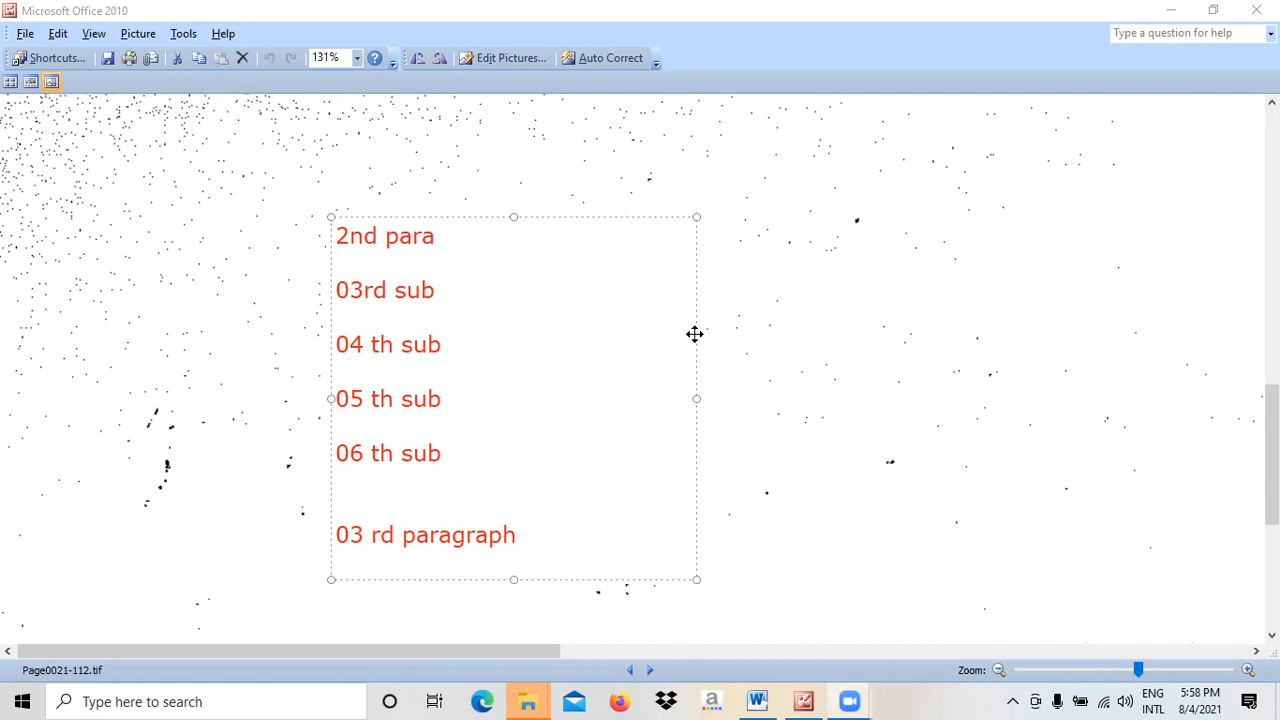 Microsoft Office 2010
File Edit View Picture Tools Help
Type a question for help
Shortcuts... 131% Edit Pictures... Auto Correct
2nd para
03rd sub
04 th sub
05 th sub
06 th sub
03 rd paragraph
Page0021-112.tif
Zoom:
Type here to search
a
W
ENG
INTL
5:58 PM
8/4/2021